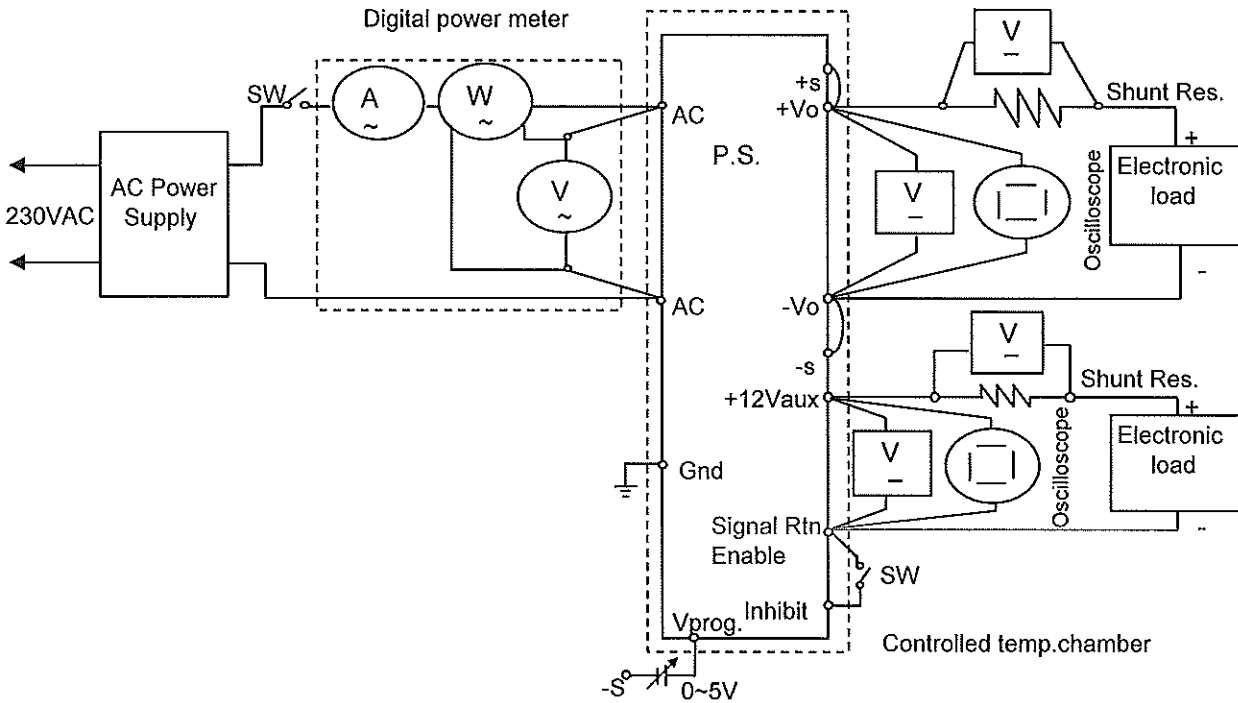 Digital power meter
SW
A
~
W
~
V
~
AC
AC
230VAC
AC Power
Supply
P.S.
+s
+Vo
-Vo
-s
+12Vaux
Gnd
Signal Rtn
Enable
Inhibit
Vprog.
-S
0~5V
SW
V
–
Shunt Res.
V
–
Oscilloscope
+
Electronic
load
-
V
–
Shunt Res.
V
–
Oscilloscope
+
Electronic
load
-
Controlled temp.chamber